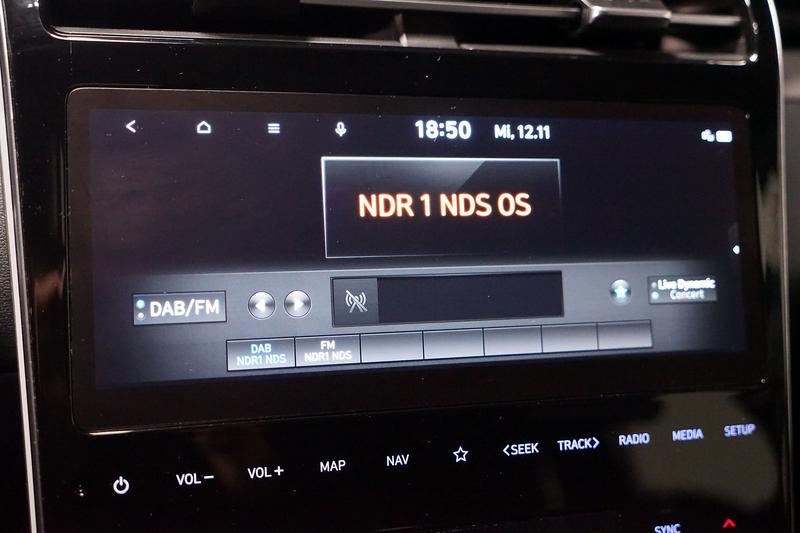 18:50 Mi, 12.11
NDR 1 NDS OS
DAB/FM
Live Dynamic
Concert
DAB
NDR1 NDS
FM
NDR1 NDS
VOL− VOL+ MAP NAV <SEEK TRACK> RADIO MEDIA SETUP
SYNC